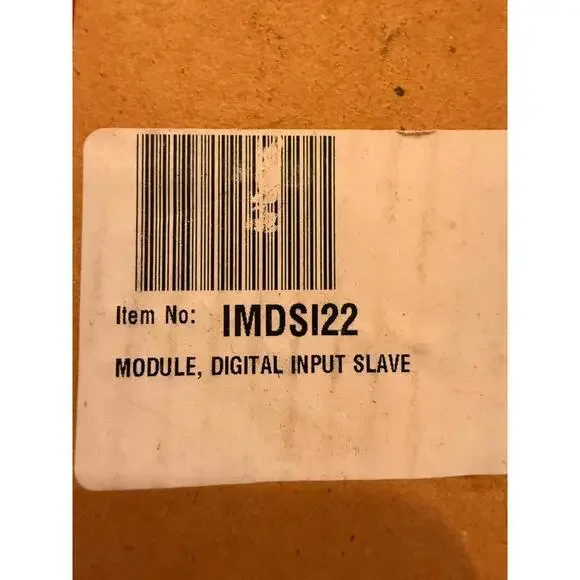 Item No: IMDSI22
MODULE, DIGITAL INPUT SLAVE